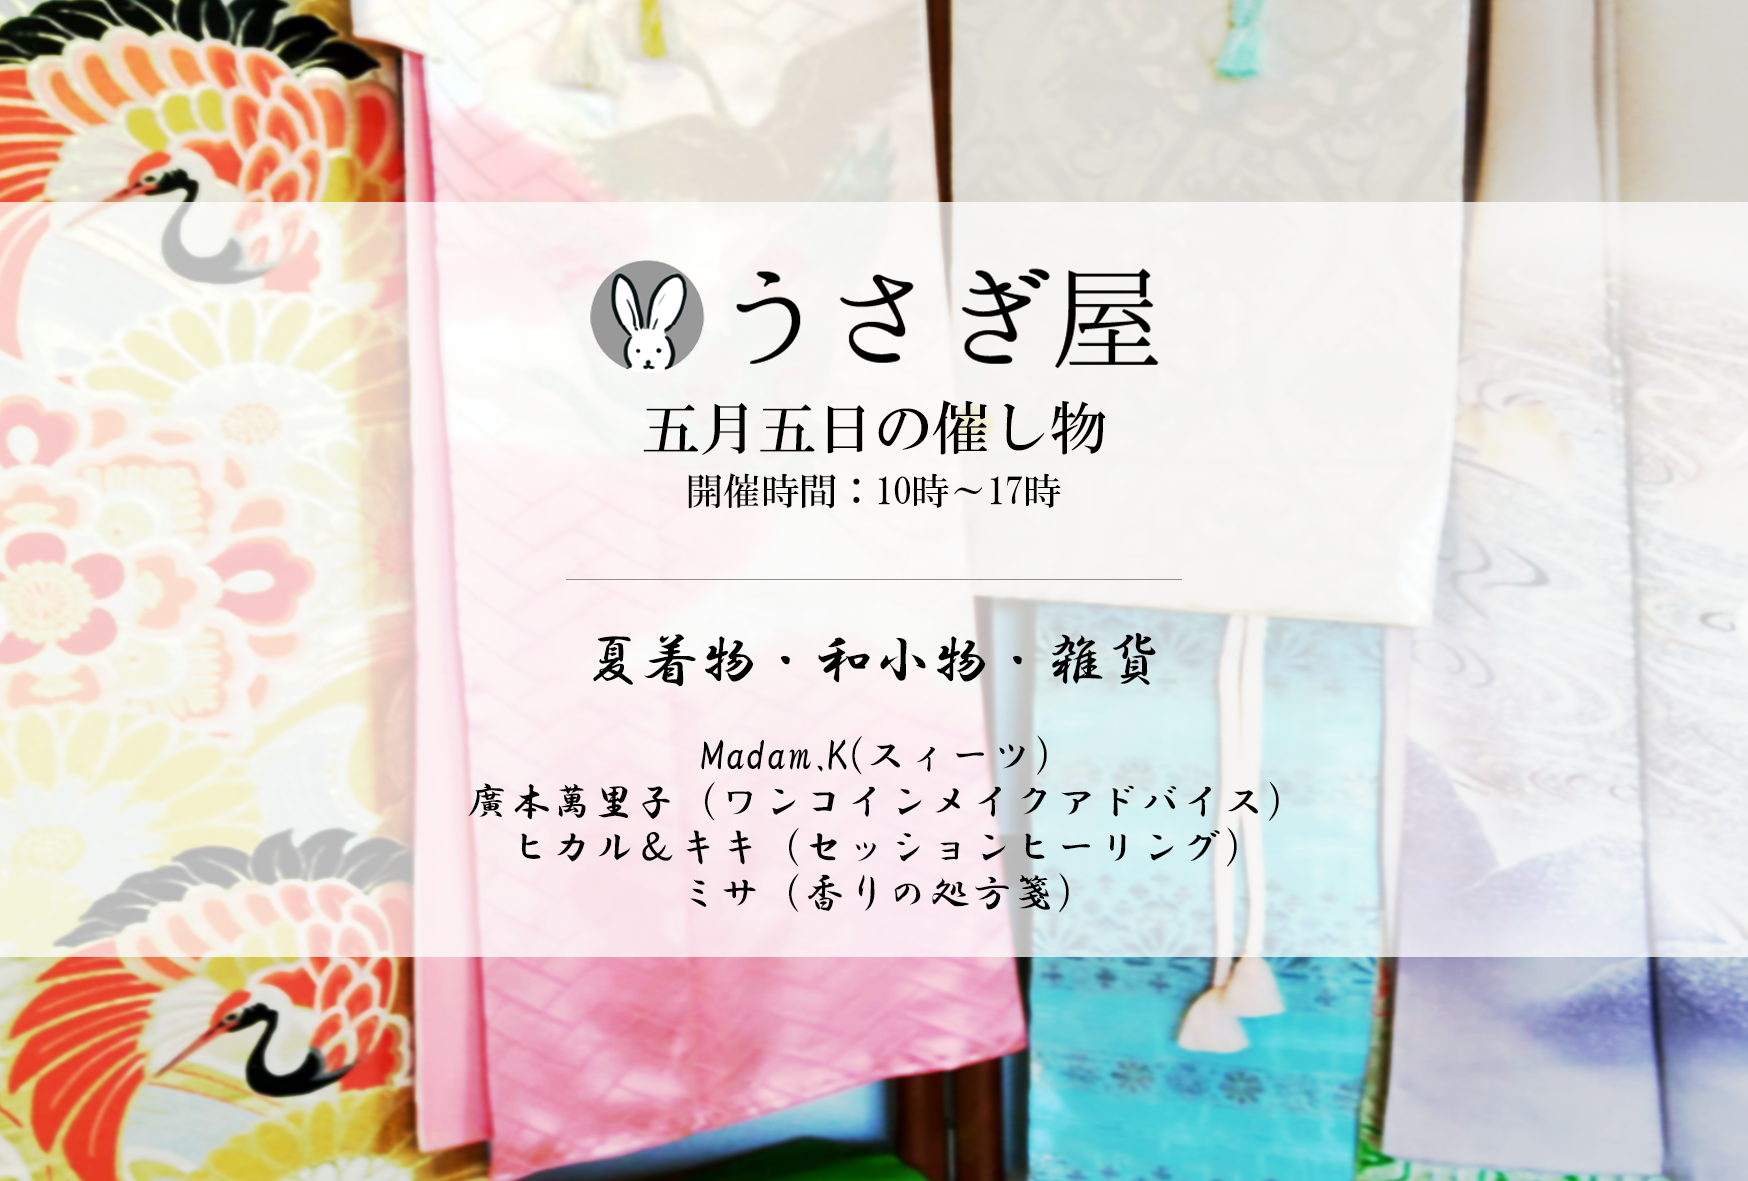 うさぎ屋
五月五日の催し物
開催時間：10時～17時
夏着物・和小物・雑貨
Madam.K(スィーツ)
廣本萬里子（ワンコインメイクアドバイス）
ヒカル＆キキ（セッションヒーリング）
ミサ（香りの処方箋）